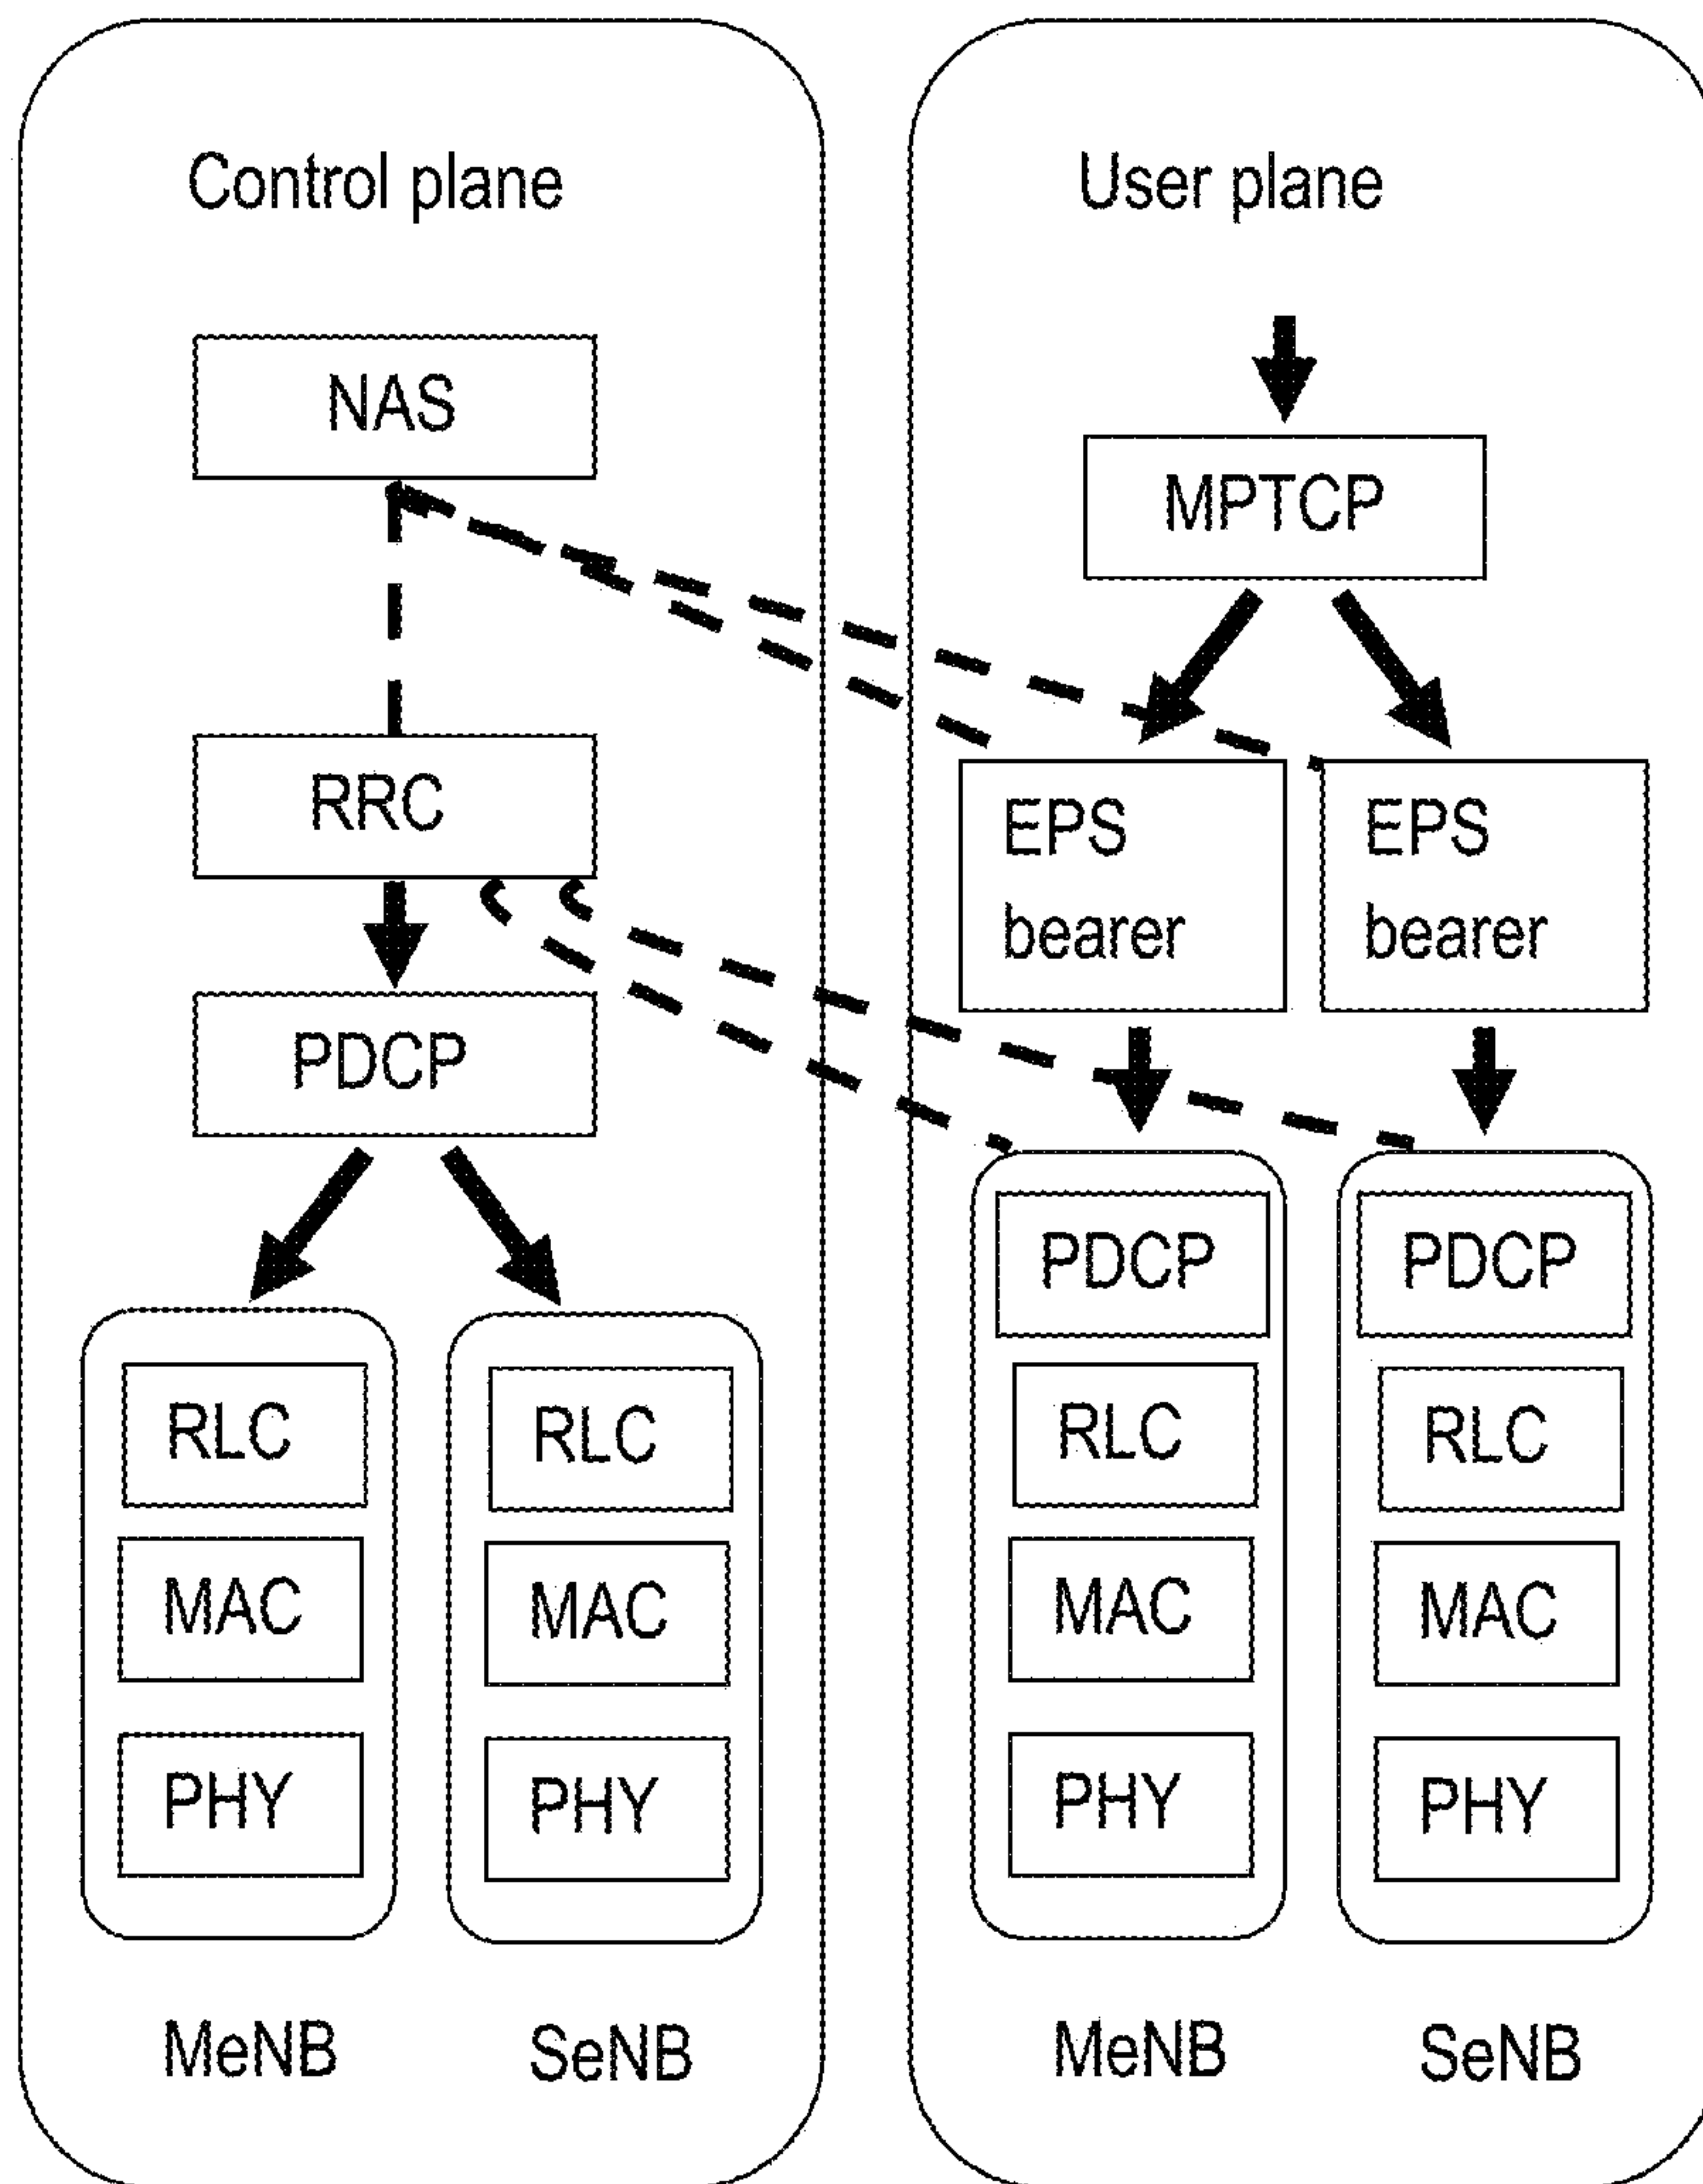 Control plane
NAS
RRC
PDCP
RLC
MAC
PHY
MeNB
RLC
MAC
PHY
SeNB
User plane
MPTCP
EPS
bearer
EPS
bearer
PDCP
RLC
MAC
PHY
MeNB
PDCP
RLC
MAC
PHY
SeNB